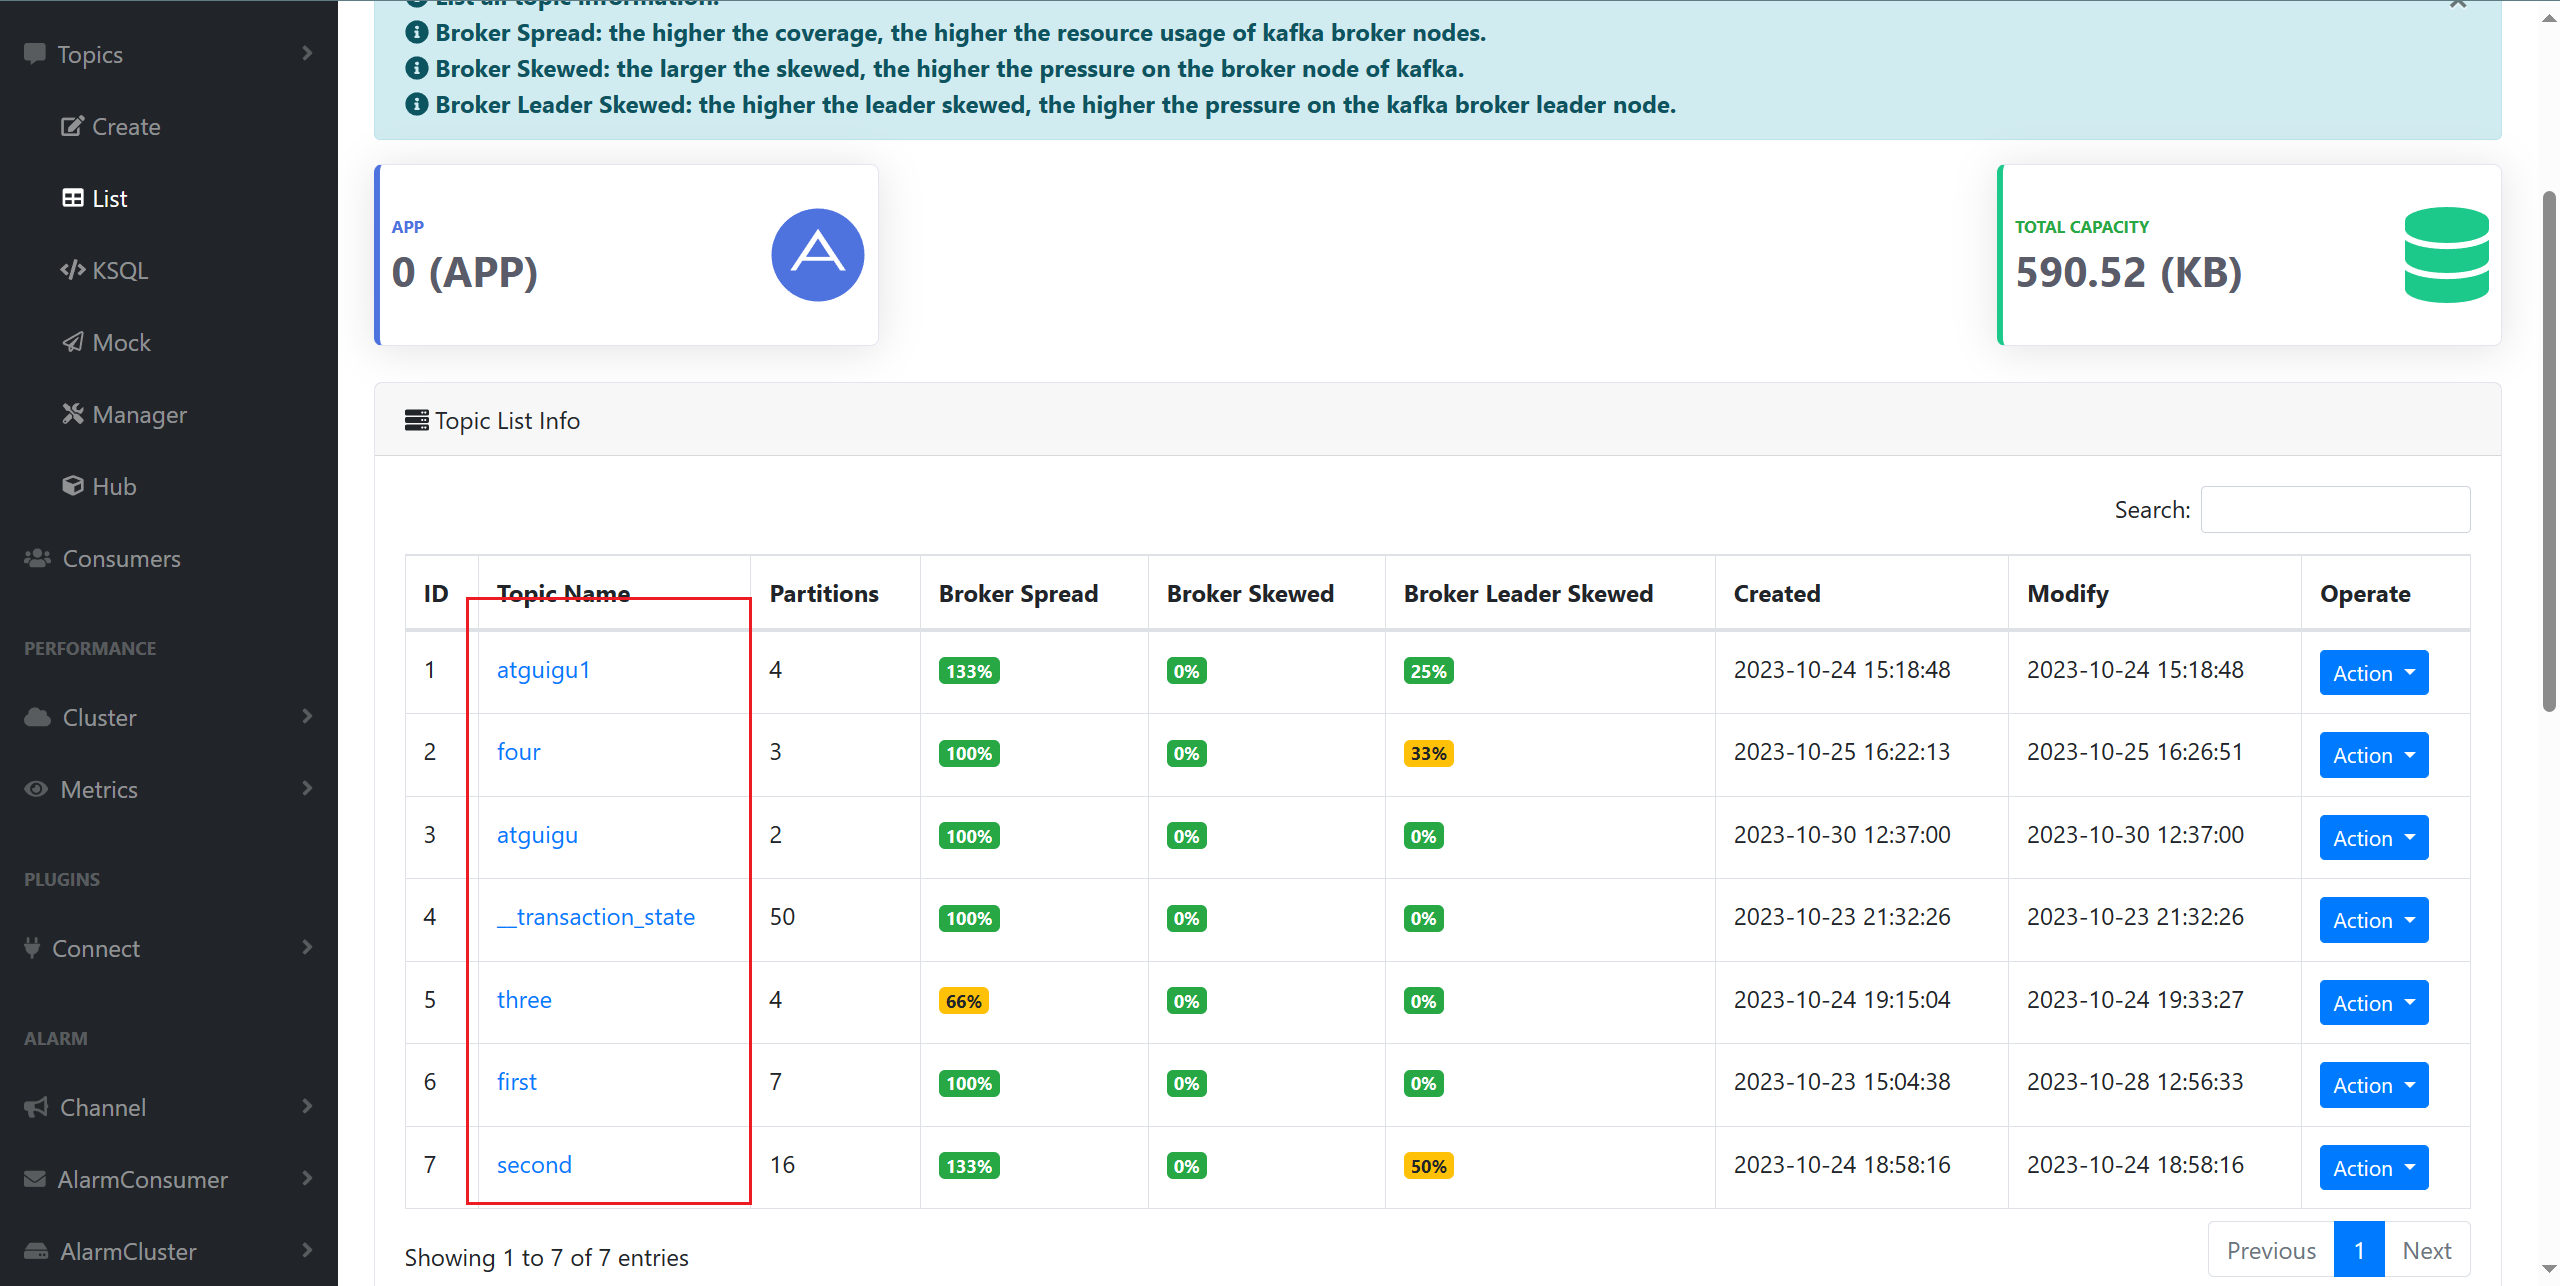 List all topic information.
Broker Spread: the higher the coverage, the higher the resource usage of kafka broker nodes.
Broker Skewed: the larger the skewed, the higher the pressure on the broker node of kafka.
Broker Leader Skewed: the higher the leader skewed, the higher the pressure on the kafka broker leader node.
Topics
Create
List
KSQL
Mock
Manager
Hub
Consumers
PERFORMANCE
Cluster
Metrics
PLUGINS
Connect
ALARM
Channel
AlarmConsumer
AlarmCluster
APP
0 (APP)
TOTAL CAPACITY
590.52 (KB)
Topic List Info
Search:
ID Topic Name Partitions Broker Spread Broker Skewed Broker Leader Skewed Created Modify Operate
1 atguigu1 4 133% 0% 25% 2023-10-24 15:18:48 2023-10-24 15:18:48 Action
2 four 3 100% 0% 33% 2023-10-25 16:22:13 2023-10-25 16:26:51 Action
3 atguigu 2 100% 0% 0% 2023-10-30 12:37:00 2023-10-30 12:37:00 Action
4 __transaction_state 50 100% 0% 0% 2023-10-23 21:32:26 2023-10-23 21:32:26 Action
5 three 4 66% 0% 0% 2023-10-24 19:15:04 2023-10-24 19:33:27 Action
6 first 7 100% 0% 0% 2023-10-23 15:04:38 2023-10-28 12:56:33 Action
7 second 16 133% 0% 50% 2023-10-24 18:58:16 2023-10-24 18:58:16 Action
Showing 1 to 7 of 7 entries
Previous 1 Next